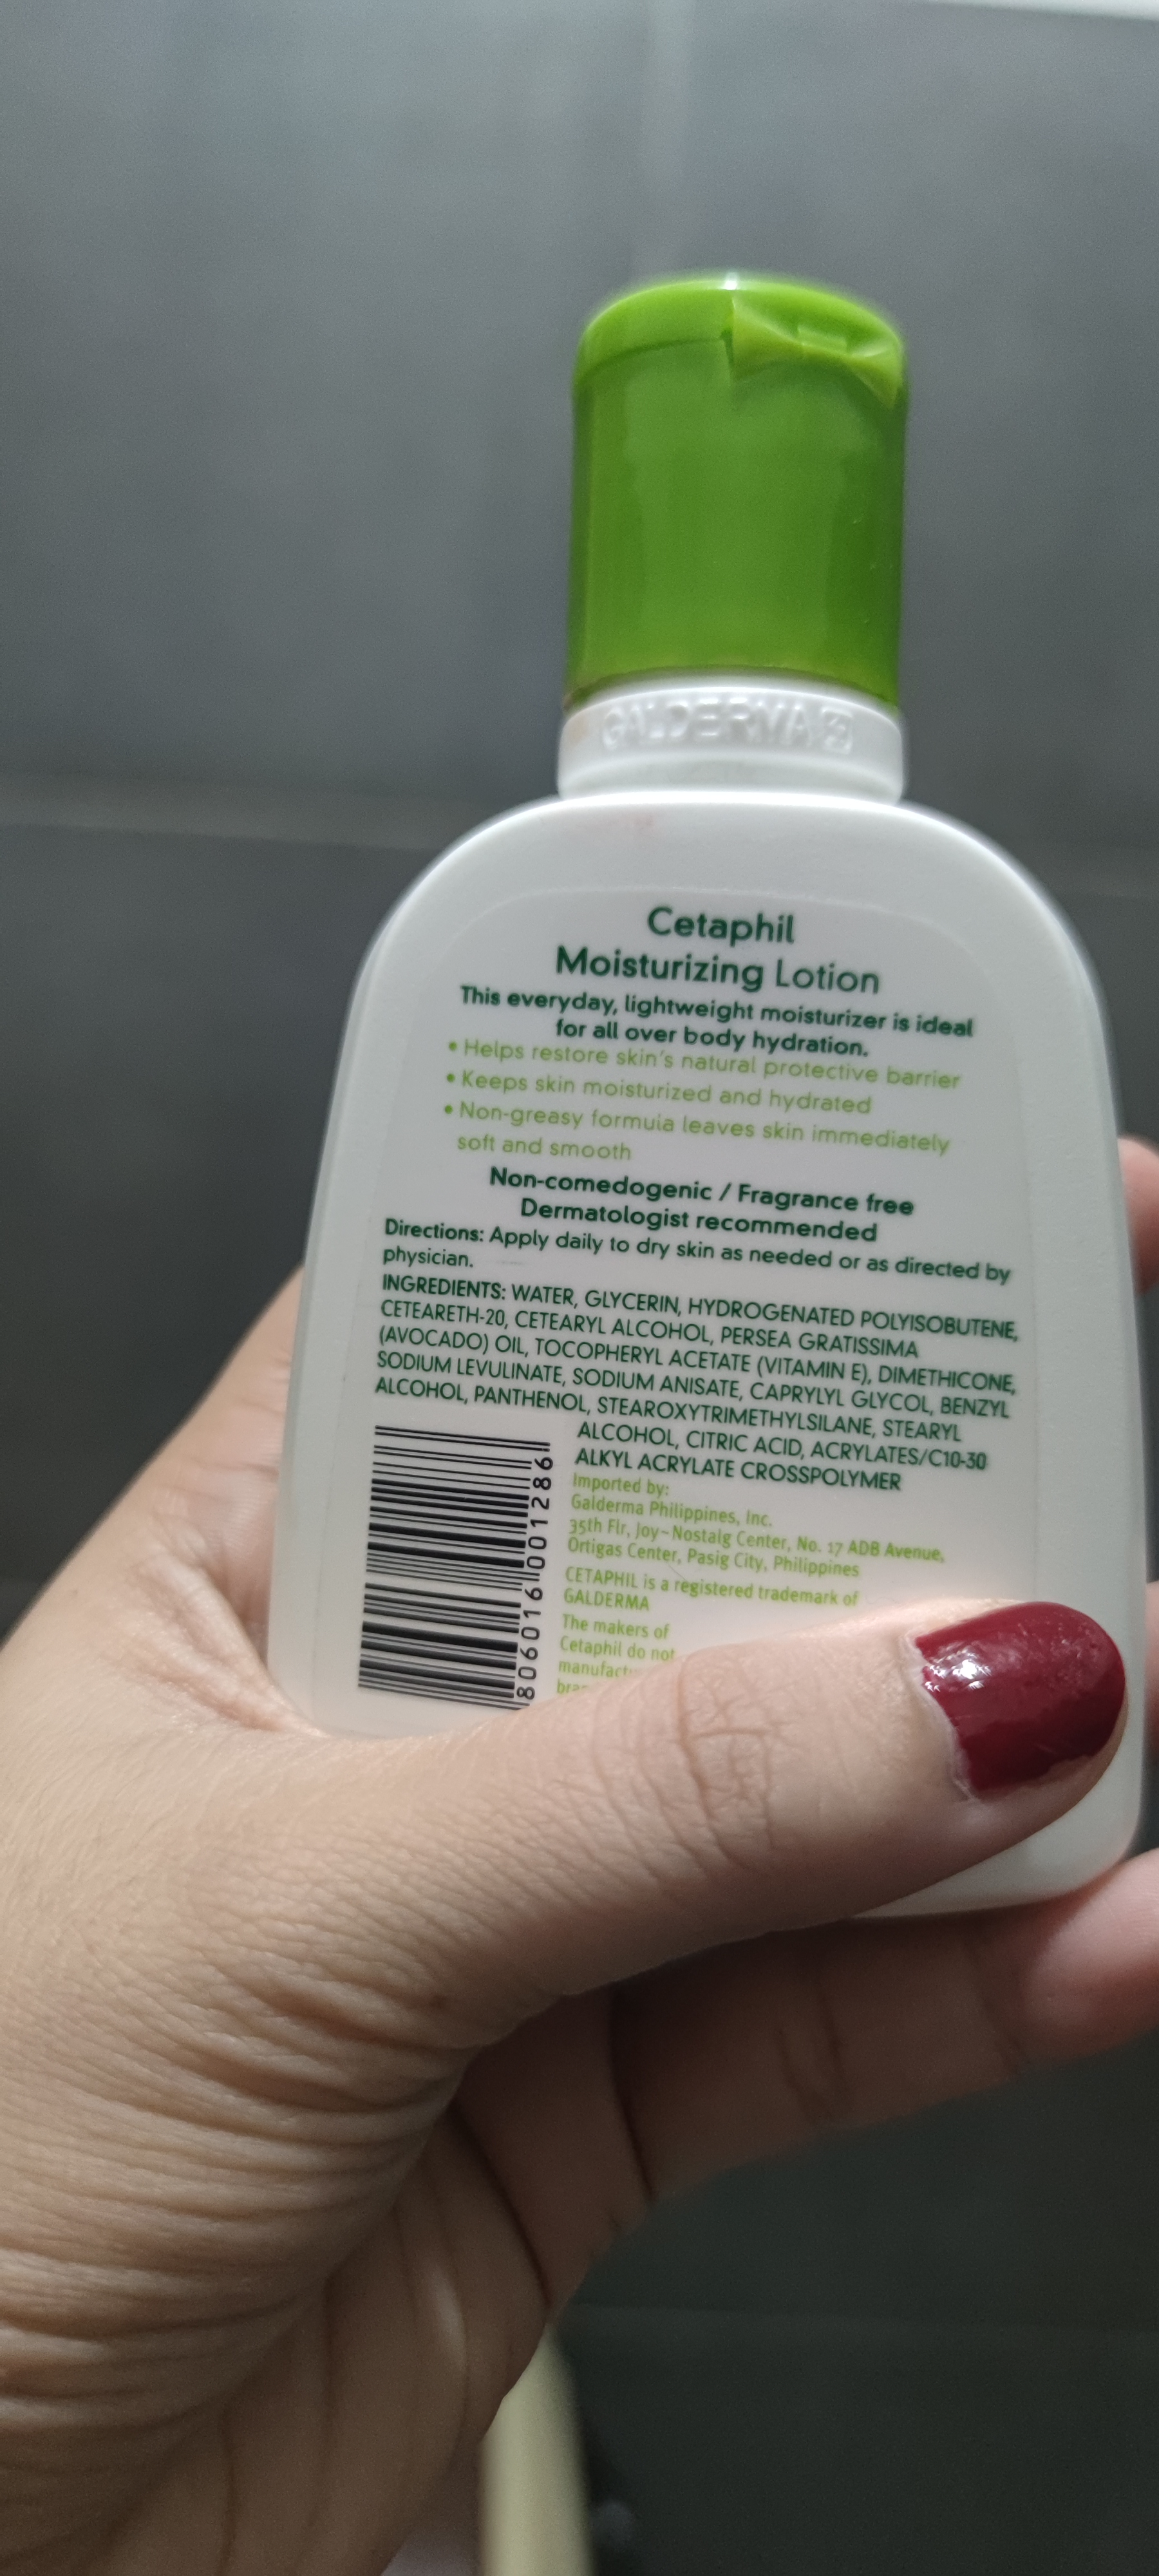 GALDERMA
Cetaphil
Moisturizing Lotion
This everyday, lightweight moisturizer is ideal
for all over body hydration.
• Helps restore skin's natural protective barrier
• Keeps skin moisturized and hydrated
• Non-greasy formula leaves skin immediately
soft and smooth
Non-comedogenic / Fragrance free
Dermatologist recommended
Directions: Apply daily to dry skin as needed or as directed by
physician.
INGREDIENTS: WATER, GLYCERIN, HYDROGENATED POLYISOBUTENE,
CETEARETH-20, CETEARYL ALCOHOL, PERSEA GRATISSIMA
(AVOCADO) OIL, TOCOPHERYL ACETATE (VITAMIN E), DIMETHICONE,
SODIUM LEVULINATE, SODIUM ANISATE, CAPRYLYL GLYCOL, BENZYL
ALCOHOL, PANTHENOL, STEAROXYTRIMETHYLSILANE, STEARYL
ALCOHOL, CITRIC ACID, ACRYLATES/C10-30
ALKYL ACRYLATE CROSSPOLYMER
Imported by:
Galderma Philippines, Inc.
35th Flr, Joy~Nostalg Center, No. 17 ADB Avenue,
Ortigas Center, Pasig City, Philippines
CETAPHIL is a registered trademark of
GALDERMA
The makers of
Cetaphil do not
8 06016 001286